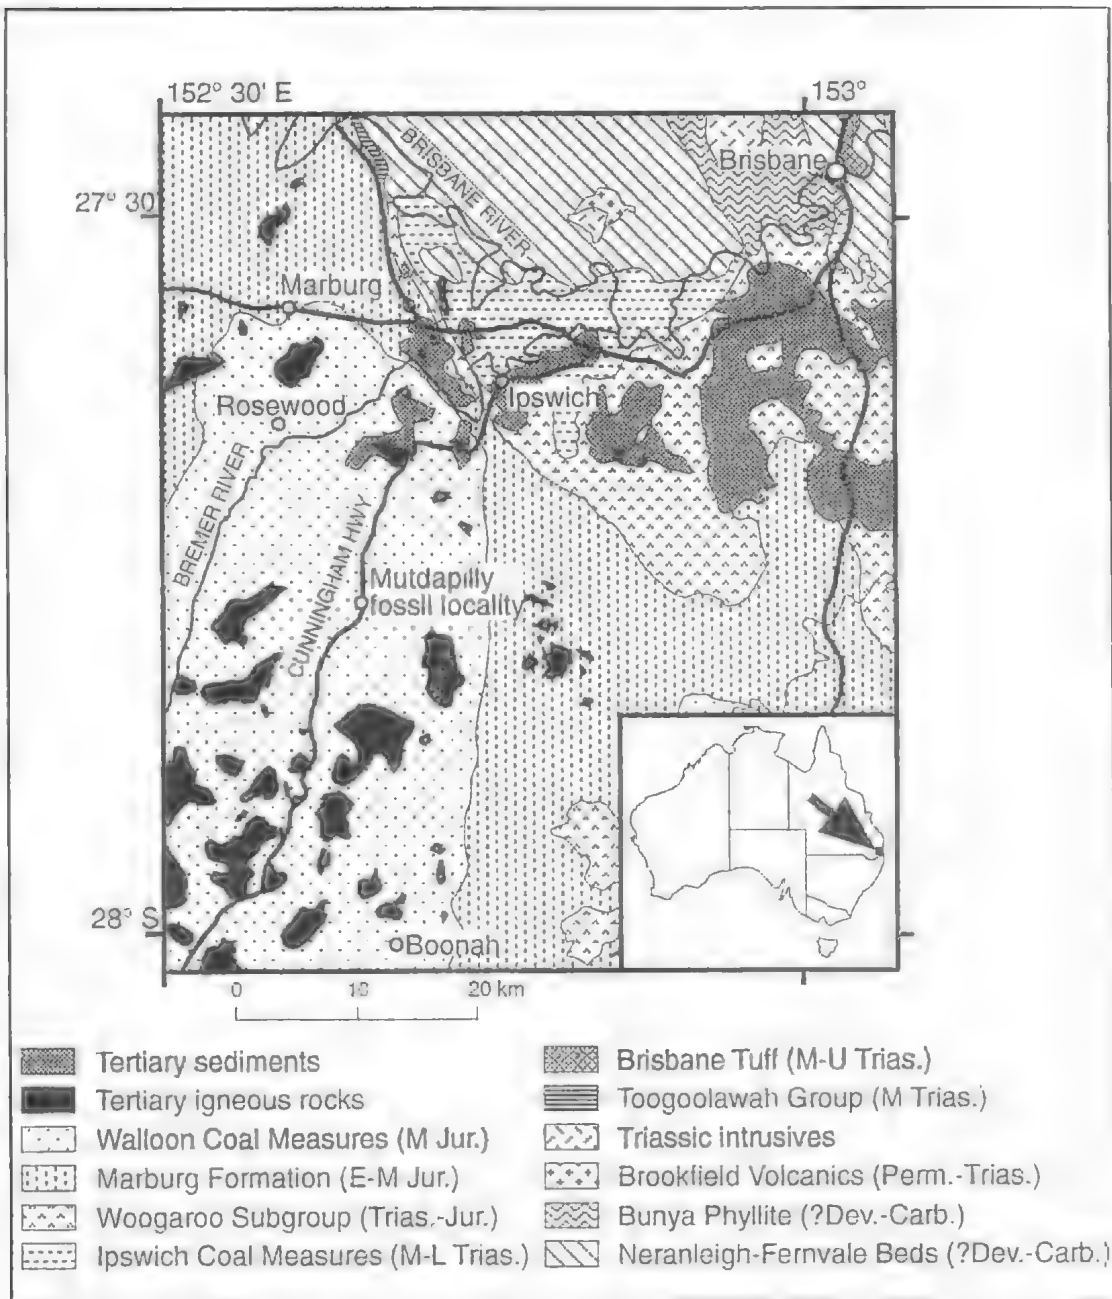 152° 30' E
153°
27° 30'
BRISBANE RIVER
Brisbane
Marburg
Ipswich
Rosewood
BREMER RIVER
CUNNINGHAM HWY
Mutdapilly
fossil locality
28° S
Boonah
0 10 20 km
Tertiary sediments
Tertiary igneous rocks
Walloon Coal Measures (M Jur.)
Marburg Formation (E-M Jur.)
Woogaroo Subgroup (Trias.-Jur.)
Ipswich Coal Measures (M-L Trias.)
Brisbane Tuff (M-U Trias.)
Toogoolawah Group (M Trias.)
Triassic intrusives
Brookfield Volcanics (Perm.-Trias.)
Bunya Phyllite (?Dev.-Carb.)
Neranleigh-Fernvale Beds (?Dev.-Carb.)